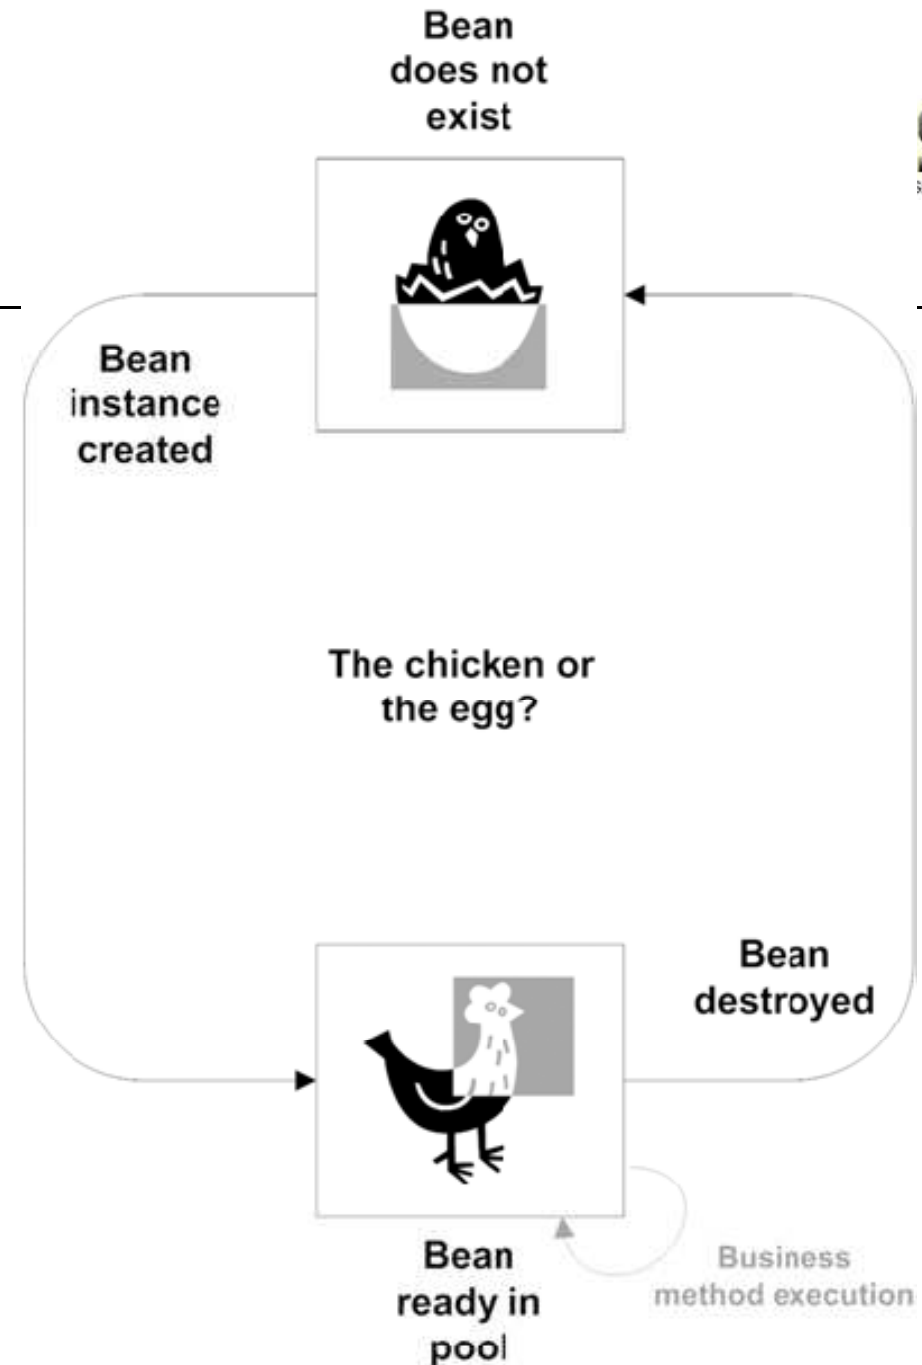 Bean
does not
exist
Bean
instance
created
The chicken or
the egg?
Bean
destroyed
Bean
ready in
pool
Business
method execution